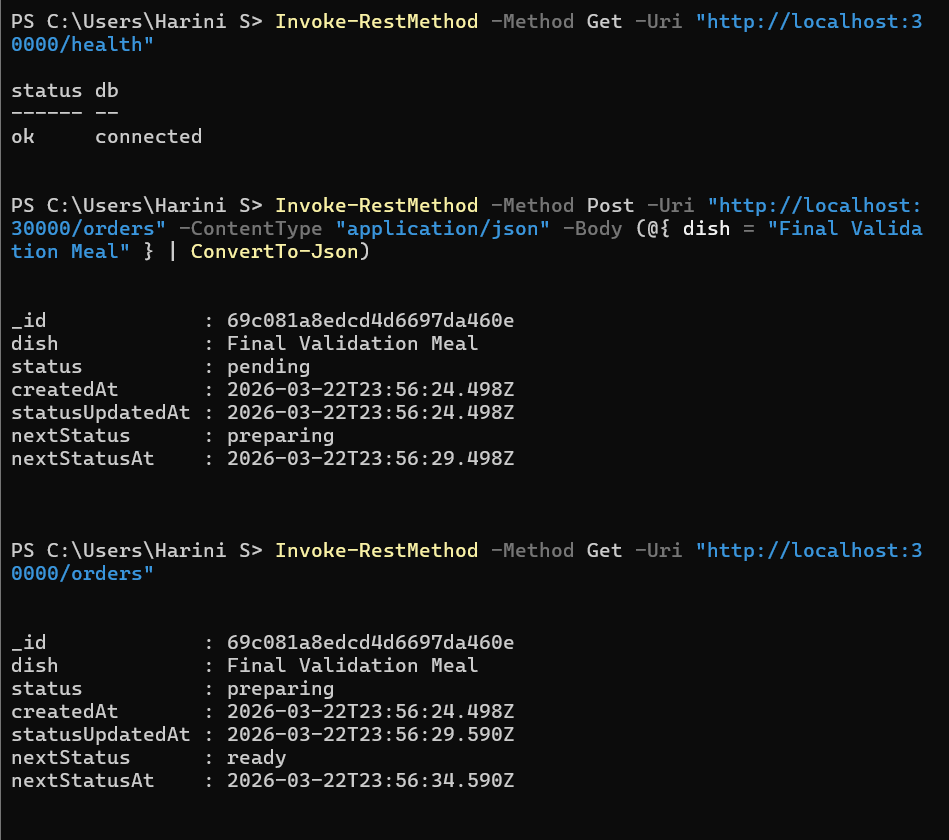 PS C:\Users\Harini S> Invoke-RestMethod -Method Get -Uri "http://localhost:3
0000/health"
status db
------ --
ok     connected
PS C:\Users\Harini S> Invoke-RestMethod -Method Post -Uri "http://localhost:
30000/orders" -ContentType "application/json" -Body (@{ dish = "Final Valida
tion Meal" } | ConvertTo-Json)
_id             : 69c081a8edcd4d6697da460e
dish            : Final Validation Meal
status          : pending
createdAt       : 2026-03-22T23:56:24.498Z
statusUpdatedAt : 2026-03-22T23:56:24.498Z
nextStatus      : preparing
nextStatusAt    : 2026-03-22T23:56:29.498Z
PS C:\Users\Harini S> Invoke-RestMethod -Method Get -Uri "http://localhost:3
0000/orders"
_id             : 69c081a8edcd4d6697da460e
dish            : Final Validation Meal
status          : preparing
createdAt       : 2026-03-22T23:56:24.498Z
statusUpdatedAt : 2026-03-22T23:56:29.590Z
nextStatus      : ready
nextStatusAt    : 2026-03-22T23:56:34.590Z